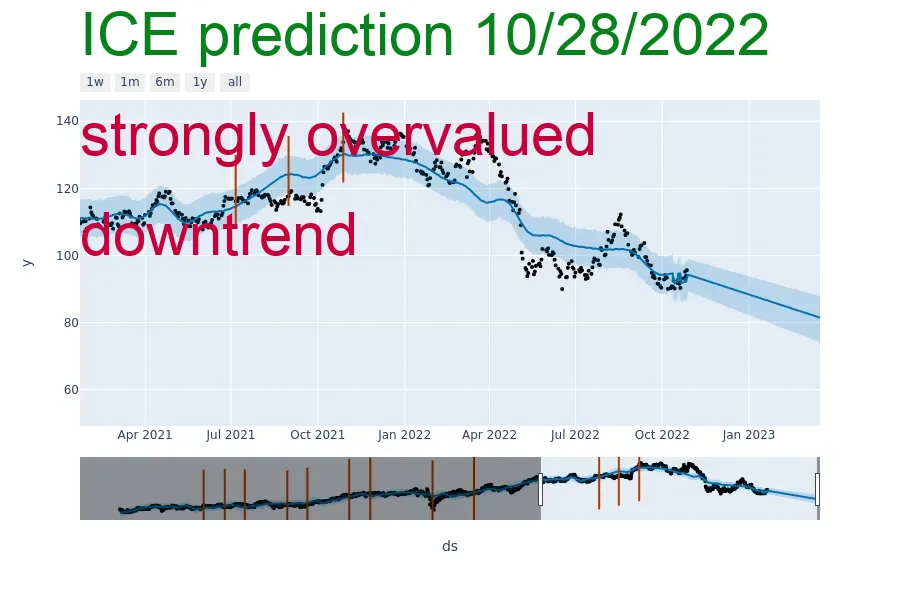 ICE prediction 10/28/2022
1w 1m 6m 1y all
strongly overvalued
downtrend
140
120
100
80
60
y
Apr 2021 Jul 2021 Oct 2021 Jan 2022 Apr 2022 Jul 2022 Oct 2022 Jan 2023
ds